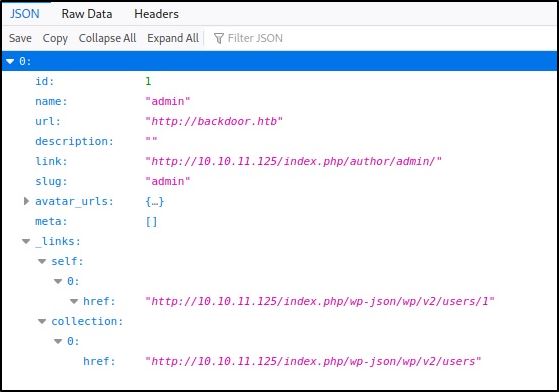 JSON Raw Data Headers
Save Copy Collapse All Expand All Filter JSON
0:
id: 1
name: "admin"
url: "http://backdoor.htb"
description: ""
link: "http://10.10.11.125/index.php/author/admin/"
slug: "admin"
avatar_urls: {…}
meta: []
_links:
self:
0:
href: "http://10.10.11.125/index.php/wp-json/wp/v2/users/1"
collection:
0:
href: "http://10.10.11.125/index.php/wp-json/wp/v2/users"